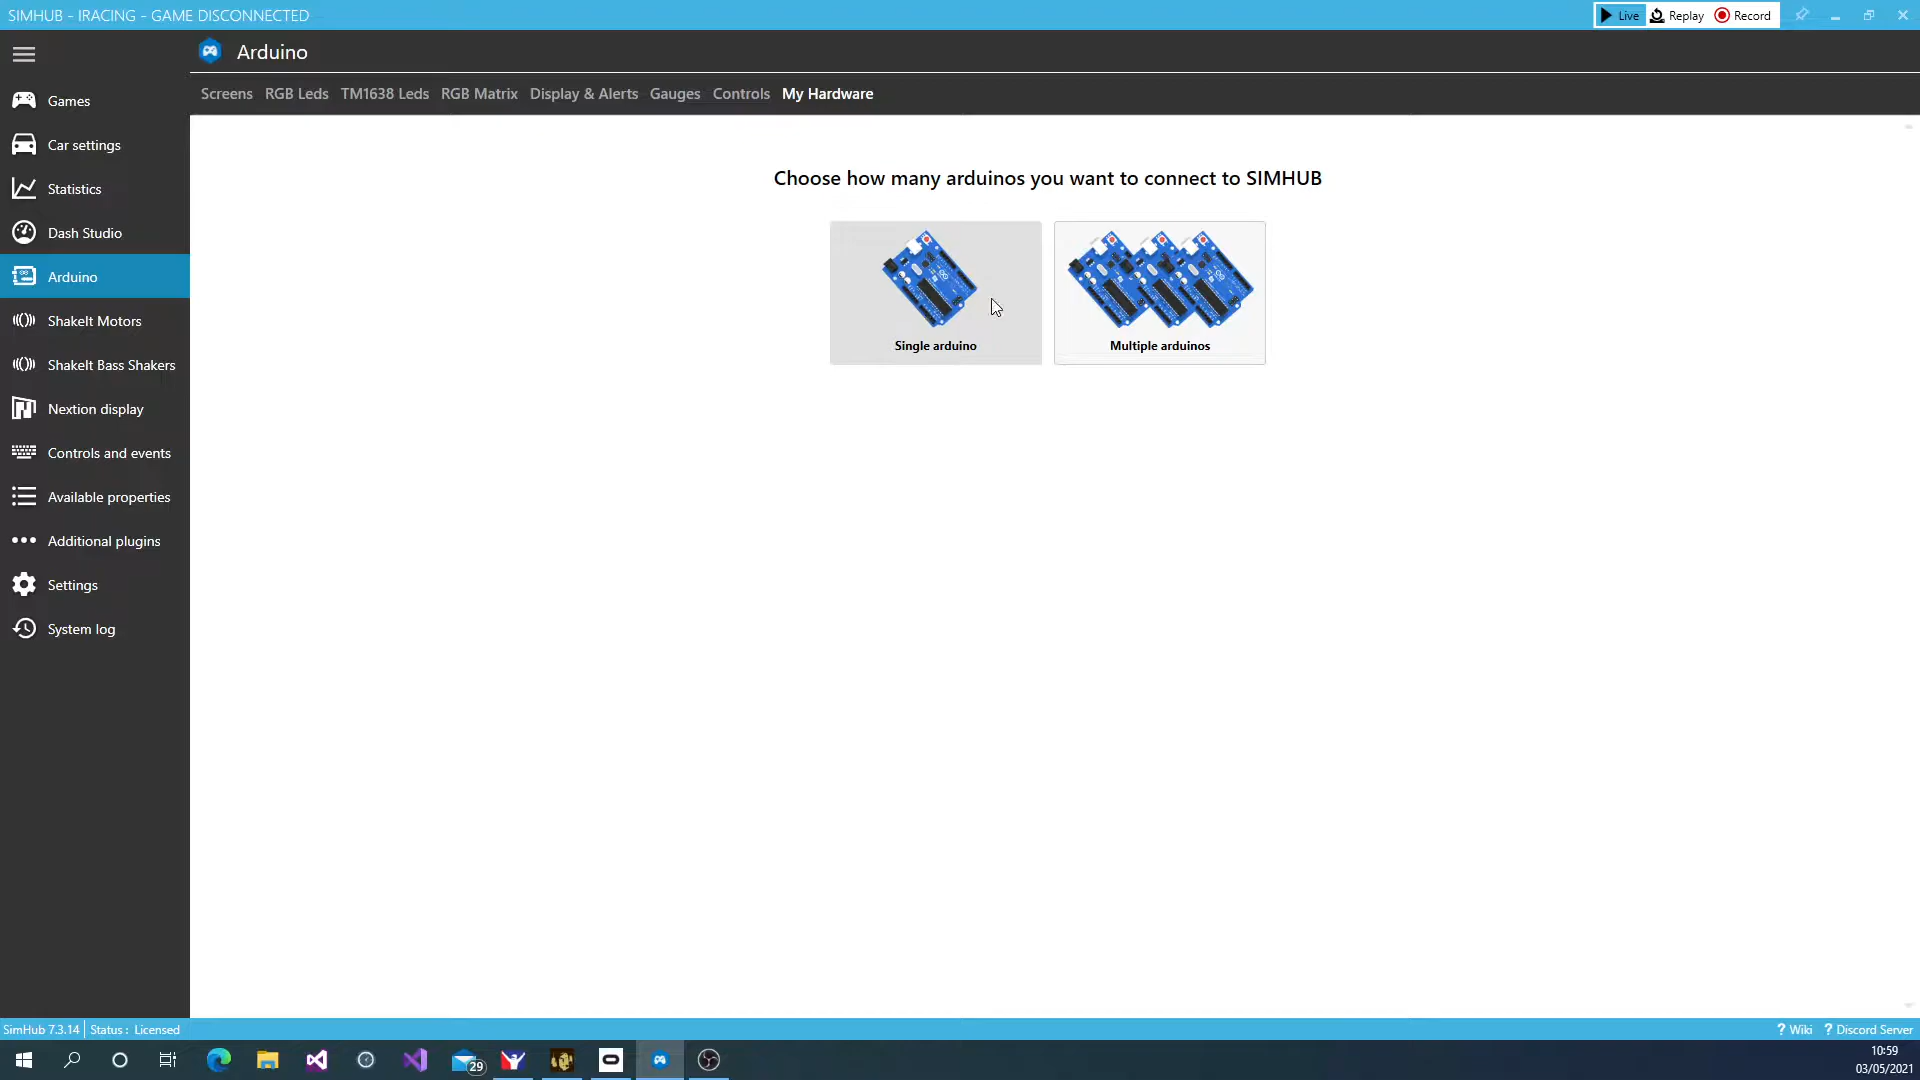 SIMHUB - IRACING - GAME DISCONNECTED
Live Replay Record
Arduino
Screens RGB Leds TM1638 Leds RGB Matrix Display & Alerts Gauges Controls My Hardware
Games
Car settings
Statistics
Dash Studio
Arduino
ShakeIt Motors
ShakeIt Bass Shakers
Nextion display
Controls and events
Available properties
Additional plugins
Settings
System log
Choose how many arduinos you want to connect to SIMHUB
Single arduino
Multiple arduinos
SimHub 7.3.14 Status : Licensed
? Wiki ? Discord Server
29
10:59
03/05/2021